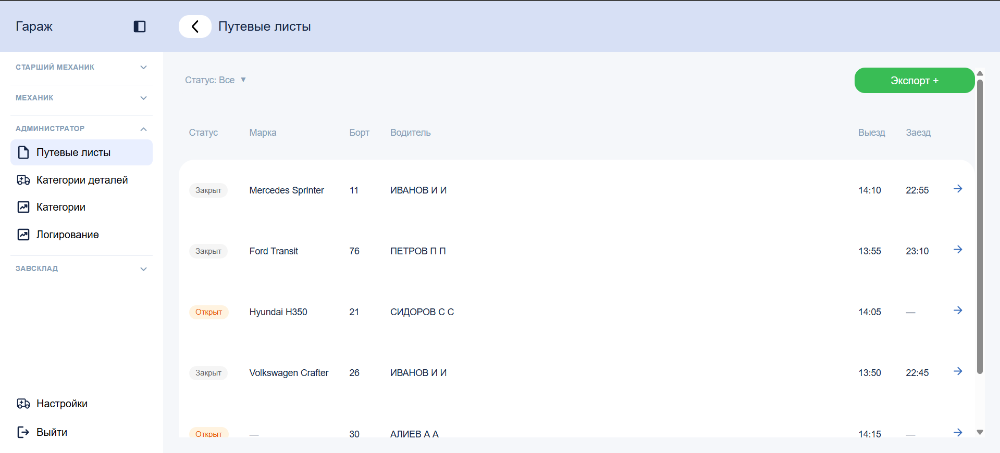 Гараж
Путевые листы
СТАРШИЙ МЕХАНИК
МЕХАНИК
АДМИНИСТРАТОР
Путевые листы
Категории деталей
Категории
Логирование
ЗАВСКЛАД
Настройки
Выйти
Статус: Все ▼
Экспорт +
Статус Марка Борт Водитель Выезд Заезд
Закрыт Mercedes Sprinter 11 ИВАНОВ И И 14:10 22:55
Закрыт Ford Transit 76 ПЕТРОВ П П 13:55 23:10
Открыт Hyundai H350 21 СИДОРОВ С С 14:05 —
Закрыт Volkswagen Crafter 26 ИВАНОВ И И 13:50 22:45
Открыт — 30 АЛИЕВ А А 14:15 —